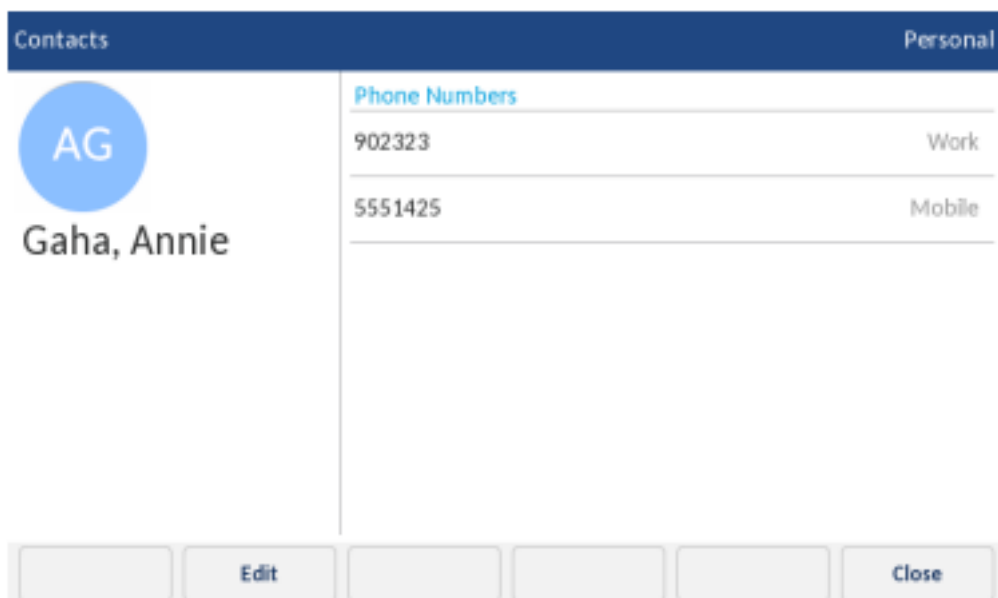 Contacts Personal
AG
Gaha, Annie
Phone Numbers
902323 Work
5551425 Mobile
Edit Close